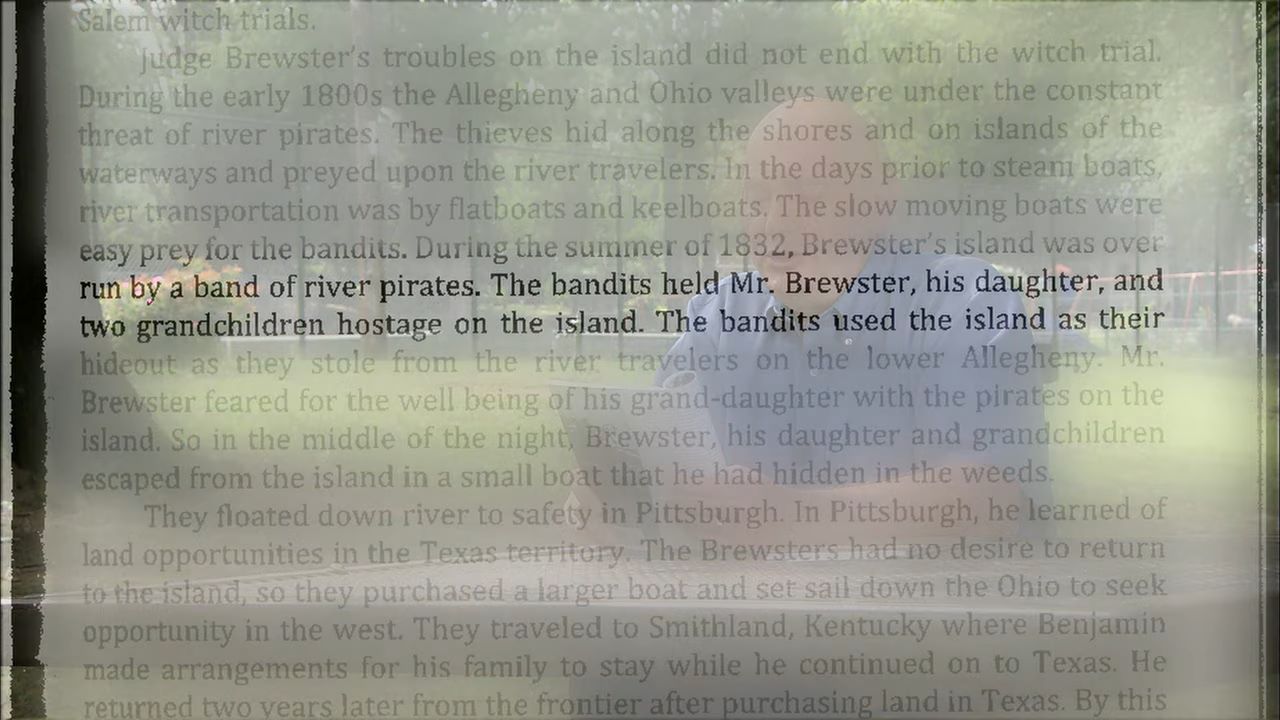 Salem witch trials.
Judge Brewster's troubles on the island did not end with the witch trial.
During the early 1800s the Allegheny and Ohio valleys were under the constant
threat of river pirates. The thieves hid along the shores and on islands of the
waterways and preyed upon the river travelers. In the days prior to steam boats,
river transportation was by flatboats and keelboats. The slow moving boats were
easy prey for the bandits. During the summer of 1832, Brewster's island was over
run by a band of river pirates. The bandits held Mr. Brewster, his daughter, and
two grandchildren hostage on the island. The bandits used the island as their
hideout as they stole from the river travelers on the lower Allegheny. Mr.
Brewster feared for the well being of his grand-daughter with the pirates on the
island. So in the middle of the night, Brewster, his daughter and grandchildren
escaped from the island in a small boat that he had hidden in the weeds.
They floated down river to safety in Pittsburgh. In Pittsburgh, he learned of
land opportunities in the Texas territory. The Brewsters had no desire to return
to the island, so they purchased a larger boat and set sail down the Ohio to seek
opportunity in the west. They traveled to Smithland, Kentucky where Benjamin
made arrangements for his family to stay while he continued on to Texas. He
returned two years later from the frontier after purchasing land in Texas. By this